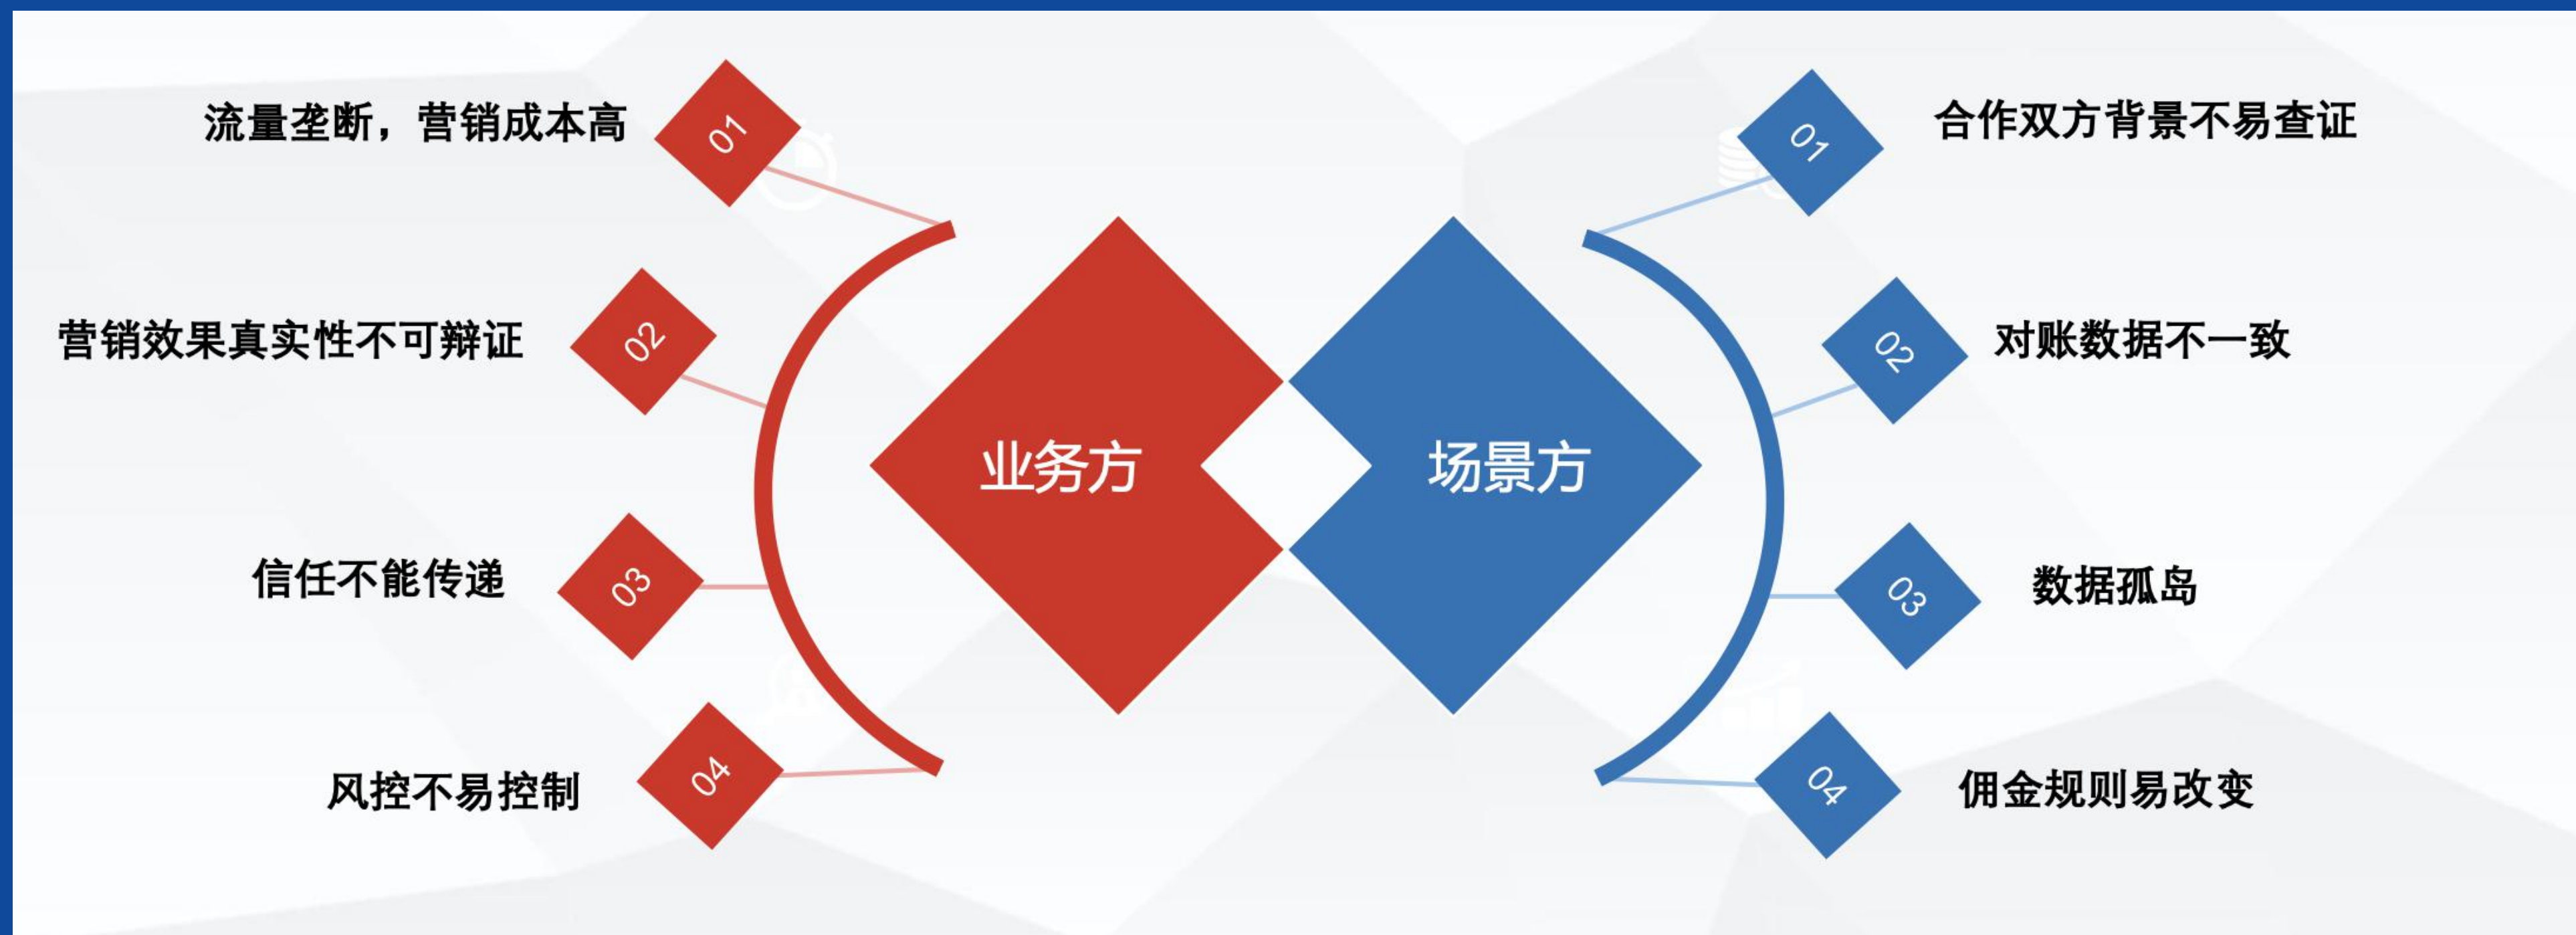 流量垄断，营销成本高
01
营销效果真实性不可辩证
02
信任不能传递
03
风控不易控制
04
业务方
场景方
01
合作双方背景不易查证
02
对账数据不一致
03
数据孤岛
04
佣金规则易改变